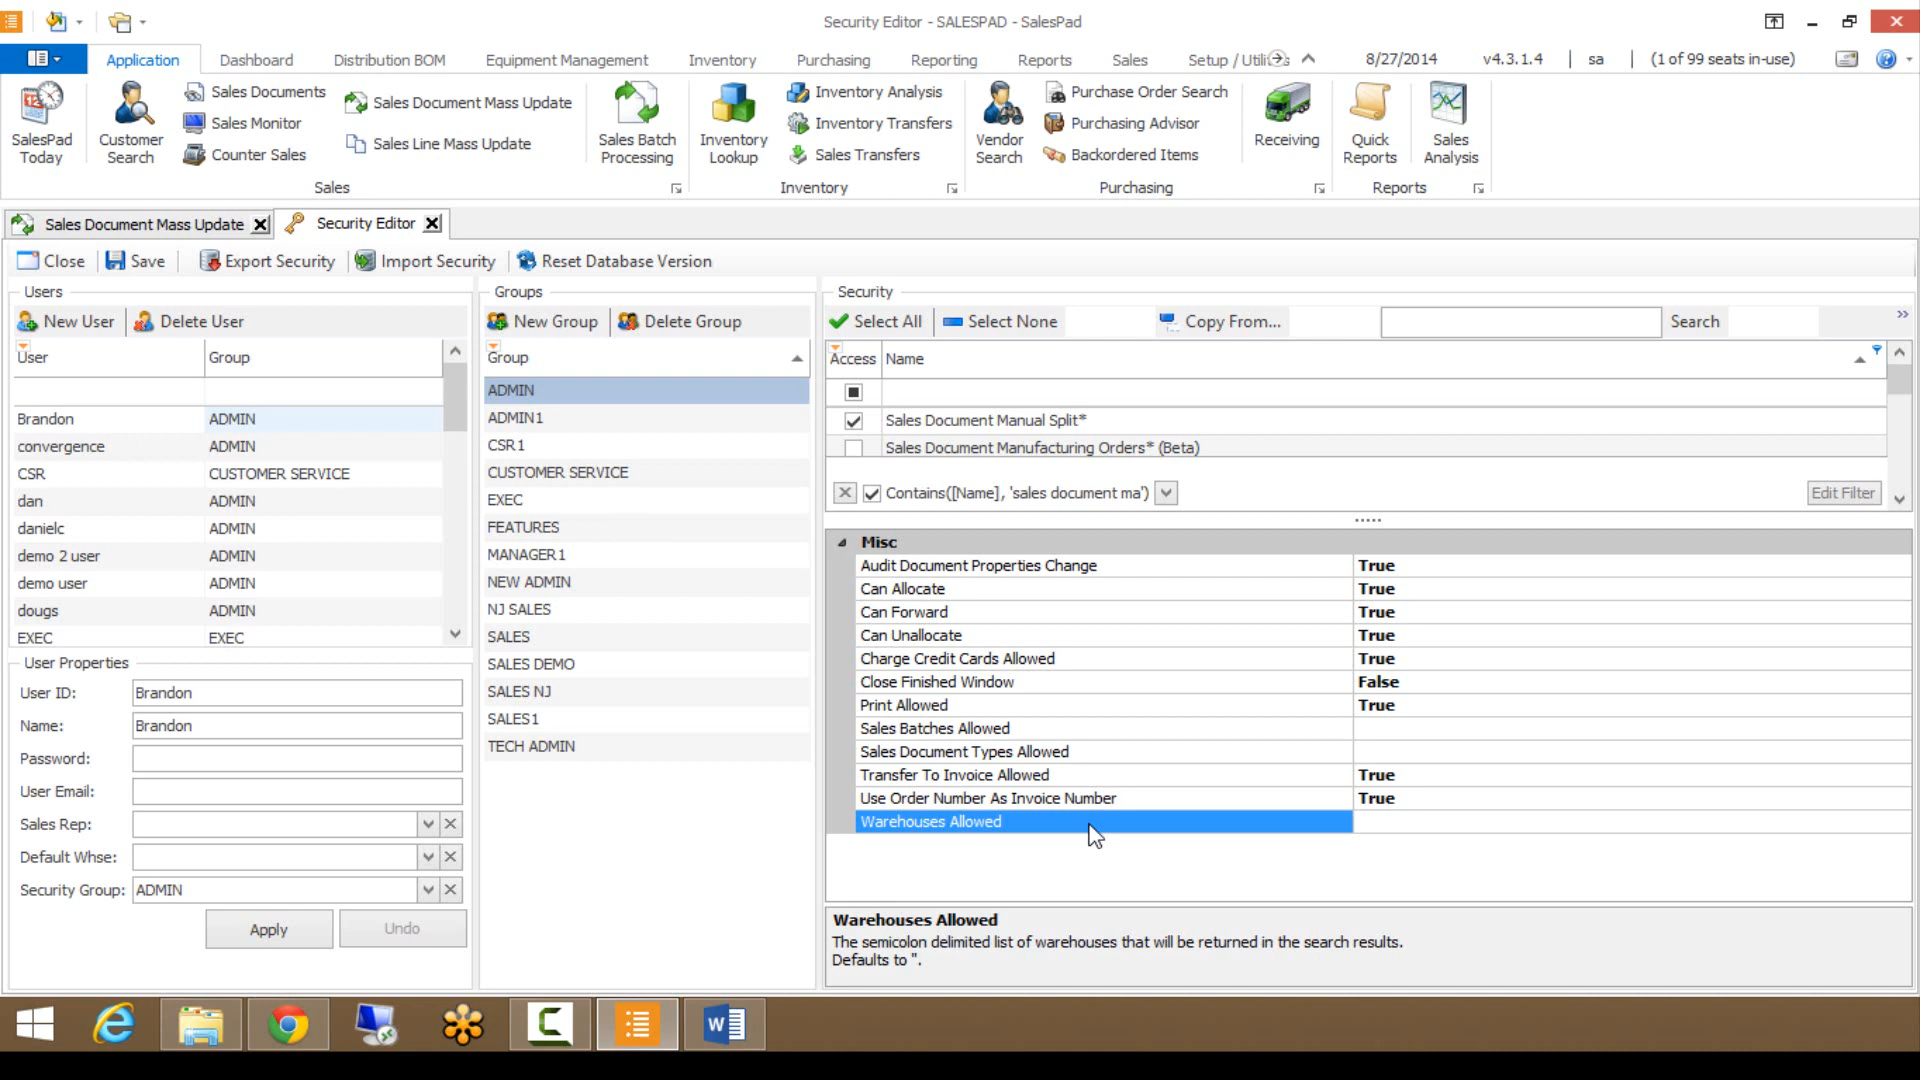 Security Editor - SALESPAD - SalesPad
Application
Dashboard
Distribution BOM
Equipment Management
Inventory
Purchasing
Reporting
Reports
Sales
Setup / Utilities
8/27/2014
v4.3.1.4
sa
(1 of 99 seats in-use)
SalesPad Today
Customer Search
Sales Documents
Sales Monitor
Counter Sales
Sales Document Mass Update
Sales Line Mass Update
Sales Batch Processing
Inventory Lookup
Inventory Analysis
Inventory Transfers
Sales Transfers
Vendor Search
Purchase Order Search
Purchasing Advisor
Backordered Items
Receiving
Quick Reports
Sales Analysis
Sales
Inventory
Purchasing
Reports
Sales Document Mass Update
Security Editor
Close
Save
Export Security
Import Security
Reset Database Version
Users
New User
Delete User
User Group
Brandon ADMIN
convergence ADMIN
CSR CUSTOMER SERVICE
dan ADMIN
danielc ADMIN
demo 2 user ADMIN
demo user ADMIN
dougs ADMIN
EXEC EXEC
User Properties
User ID: Brandon
Name: Brandon
Password:
User Email:
Sales Rep:
Default Whse:
Security Group: ADMIN
Apply
Undo
Groups
New Group
Delete Group
Group
ADMIN
ADMIN1
CSR1
CUSTOMER SERVICE
EXEC
FEATURES
MANAGER1
NEW ADMIN
NJ SALES
SALES
SALES DEMO
SALES NJ
SALES1
TECH ADMIN
Security
Select All
Select None
Copy From...
Search
Access Name
Sales Document Manual Split*
Sales Document Manufacturing Orders* (Beta)
Contains([Name], 'sales document ma')
Edit Filter
Misc
Audit Document Properties Change True
Can Allocate True
Can Forward True
Can Unallocate True
Charge Credit Cards Allowed True
Close Finished Window False
Print Allowed True
Sales Batches Allowed
Sales Document Types Allowed
Transfer To Invoice Allowed True
Use Order Number As Invoice Number True
Warehouses Allowed
Warehouses Allowed
The semicolon delimited list of warehouses that will be returned in the search results.
Defaults to ''.